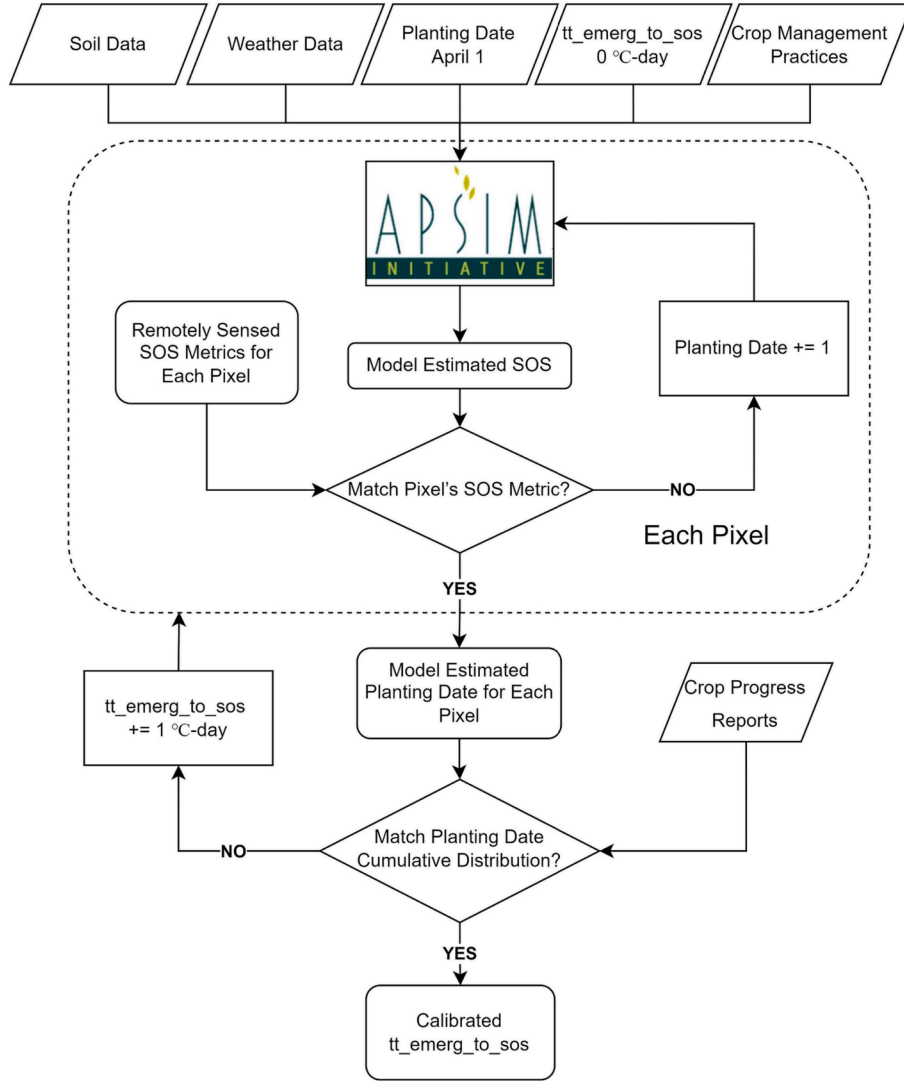 Soil Data
Weather Data
Planting Date
April 1
tt_emerg_to_sos
0 °C-day
Crop Management
Practices
APSIM
INITIATIVE
Remotely Sensed
SOS Metrics for
Each Pixel
Model Estimated SOS
Planting Date += 1
Match Pixel's SOS Metric?
NO
Each Pixel
YES
Model Estimated
Planting Date for Each
Pixel
tt_emerg_to_sos
+= 1 °C-day
Crop Progress
Reports
Match Planting Date
Cumulative Distribution?
NO
YES
Calibrated
tt_emerg_to_sos